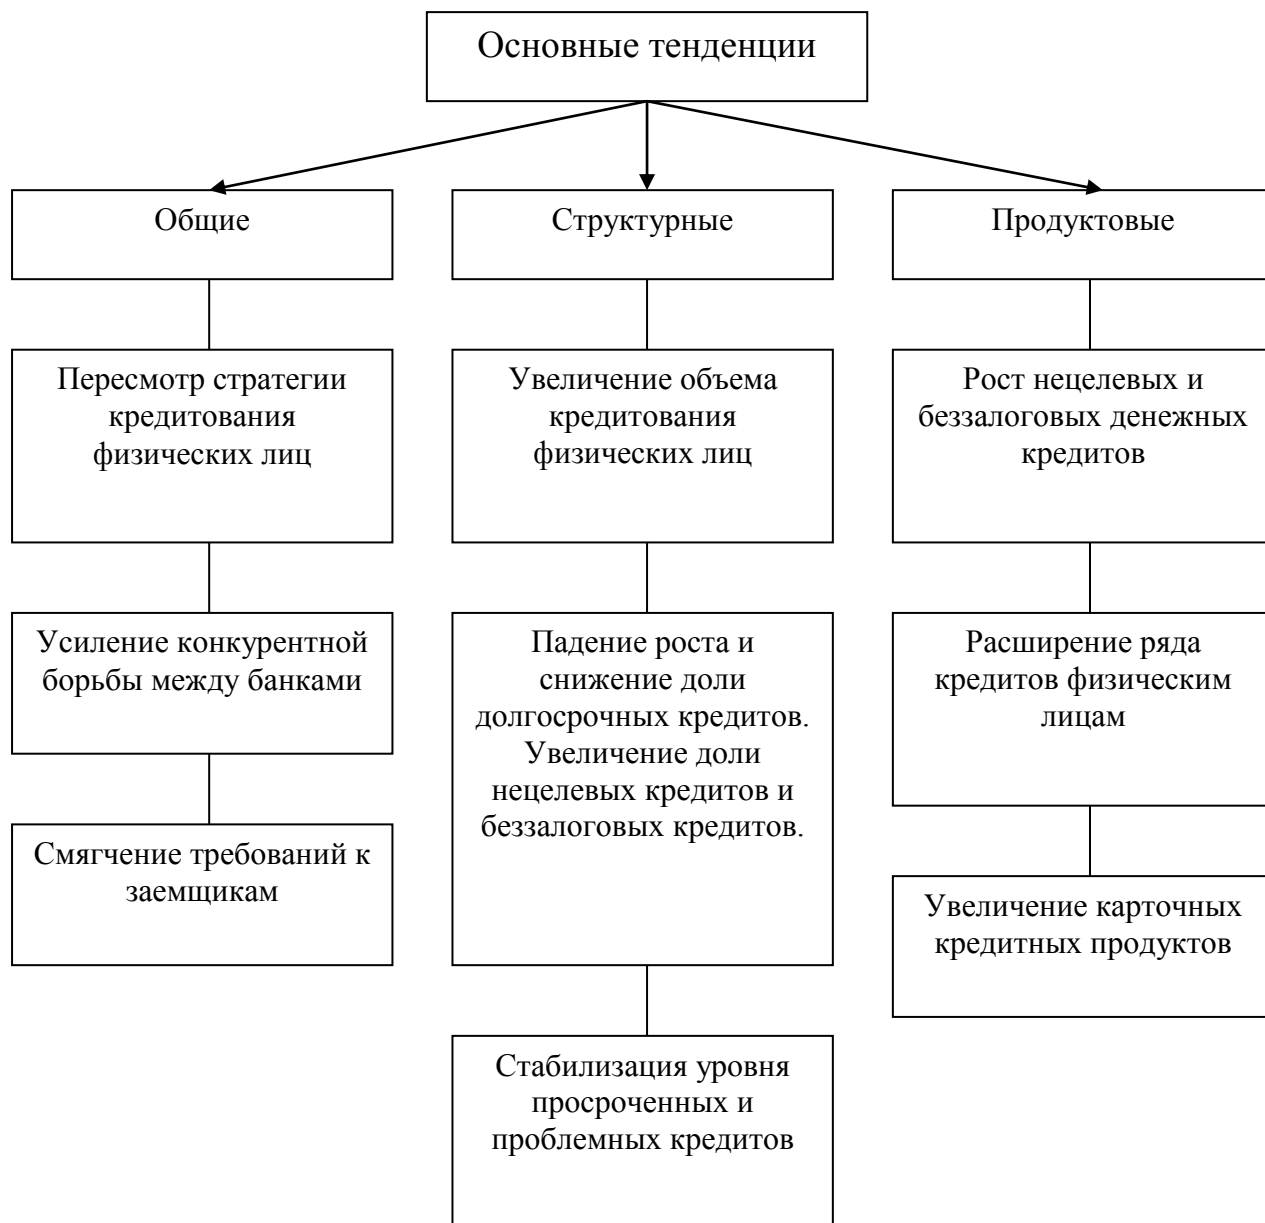 Основные тенденции
Общие
Структурные
Продуктовые
Пересмотр стратегии
кредитования
физических лиц
Увеличение объема
кредитования
физических лиц
Рост нецелевых и
беззалоговых денежных
кредитов
Усиление конкурентной
борьбы между банками
Падение роста и
снижение доли
долгосрочных кредитов.
Увеличение доли
нецелевых кредитов и
беззалоговых кредитов.
Расширение ряда
кредитов физическим
лицам
Смягчение требований к
заемщикам
Увеличение карточных
кредитных продуктов
Стабилизация уровня
просроченных и
проблемных кредитов